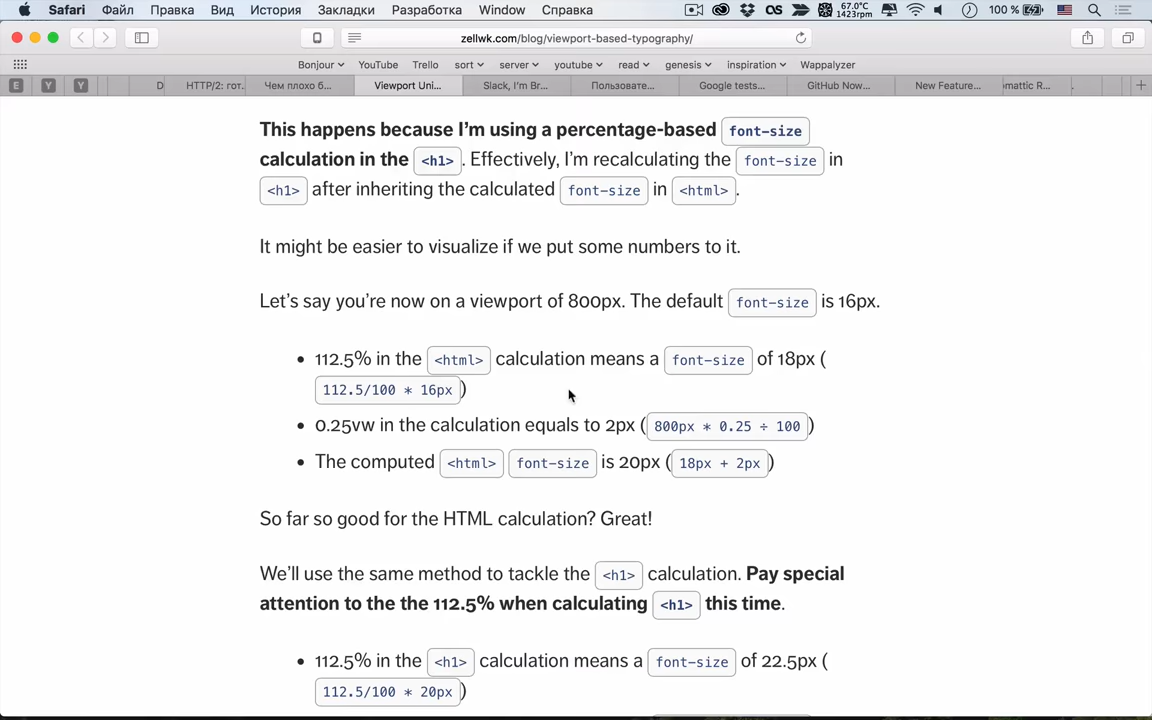 Safari Файл Правка Вид История Закладки Разработка Window Справка 67.0°C 1423rpm 100 %
zellwk.com/blog/viewport-based-typography/
Bonjour YouTube Trello sort server youtube read genesis inspiration Wappalyzer
E Y Y D HTTP/2: гот. Чем плохо б... Viewport Uni... Slack, I'm Br... Пользовате... Google tests... GitHub Now... New Feature... mattic R...
This happens because I'm using a percentage-based font-size
calculation in the <h1>. Effectively, I'm recalculating the font-size in
<h1> after inheriting the calculated font-size in <html>.
It might be easier to visualize if we put some numbers to it.
Let's say you're now on a viewport of 800px. The default font-size is 16px.
• 112.5% in the <html> calculation means a font-size of 18px (
112.5/100 * 16px)
• 0.25vw in the calculation equals to 2px (800px * 0.25 ÷ 100)
• The computed <html> font-size is 20px (18px + 2px)
So far so good for the HTML calculation? Great!
We'll use the same method to tackle the <h1> calculation. Pay special
attention to the the 112.5% when calculating <h1> this time.
• 112.5% in the <h1> calculation means a font-size of 22.5px (
112.5/100 * 20px)